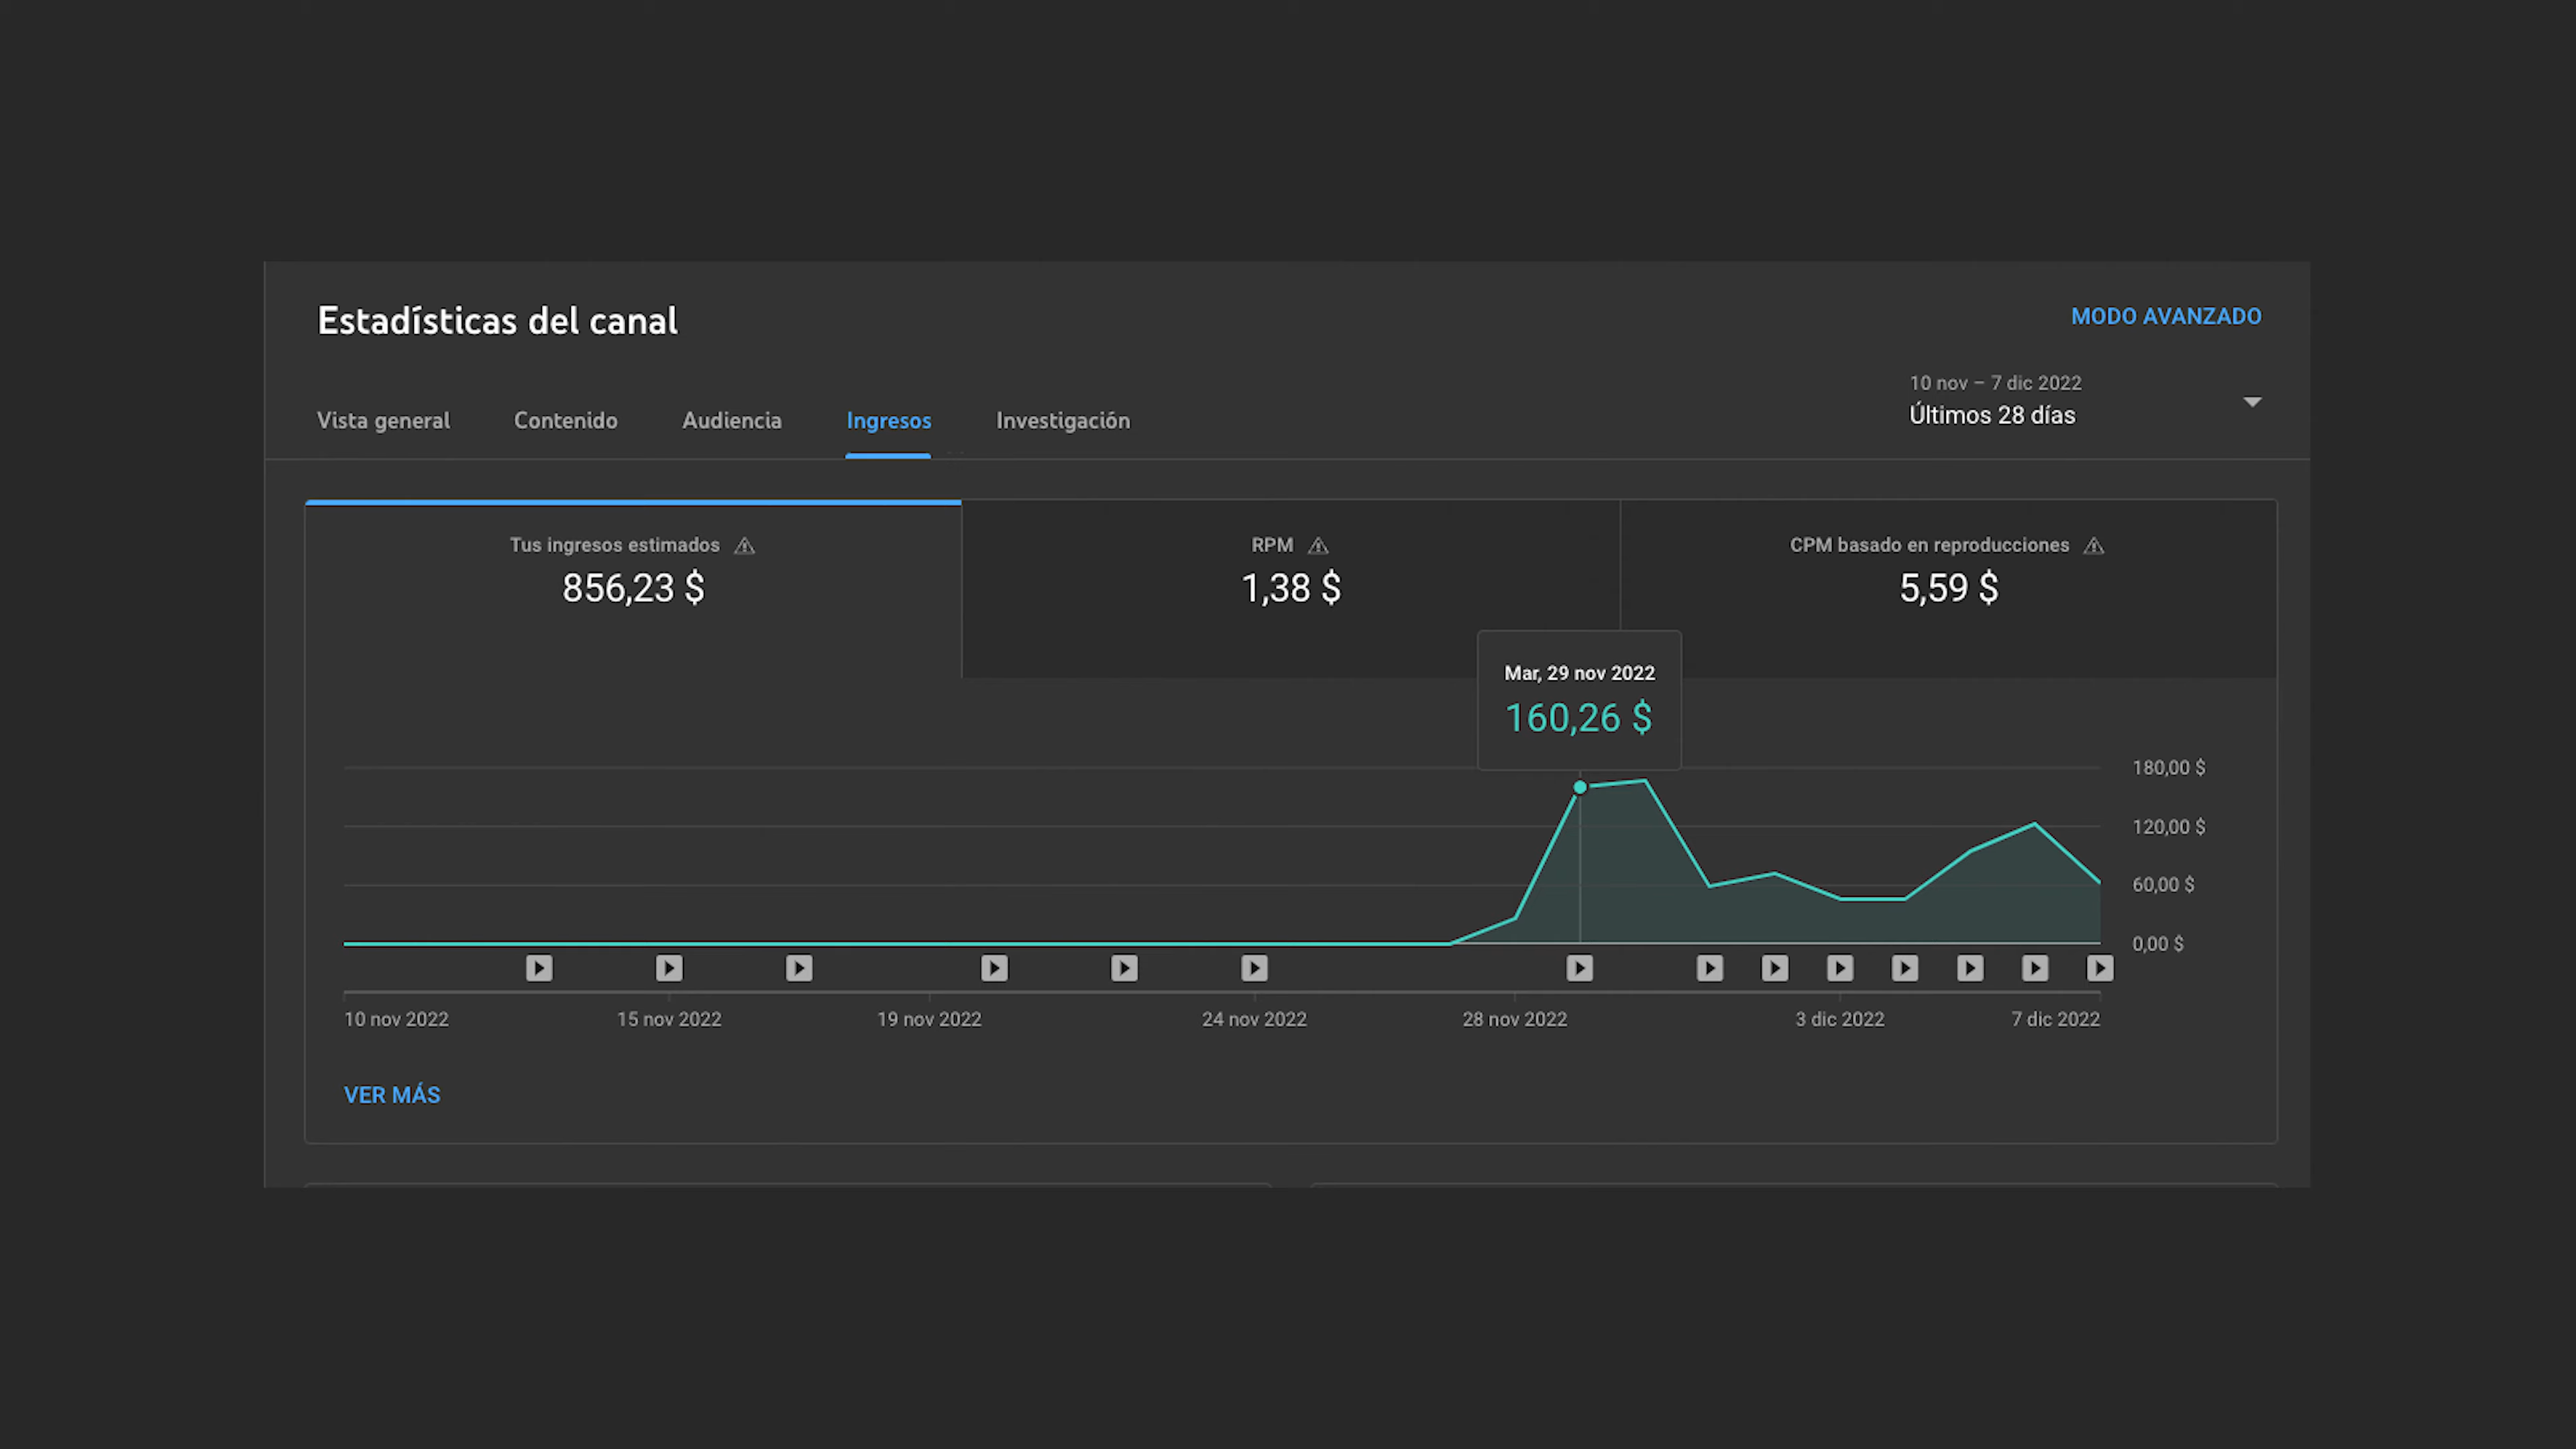 Estadísticas del canal
MODO AVANZADO
10 nov – 7 dic 2022
Últimos 28 días
Vista general Contenido Audiencia Ingresos Investigación
Tus ingresos estimados
856,23 $
RPM
1,38 $
CPM basado en reproducciones
5,59 $
Mar, 29 nov 2022
160,26 $
180,00 $
120,00 $
60,00 $
0,00 $
10 nov 2022 15 nov 2022 19 nov 2022 24 nov 2022 28 nov 2022 3 dic 2022 7 dic 2022
VER MÁS